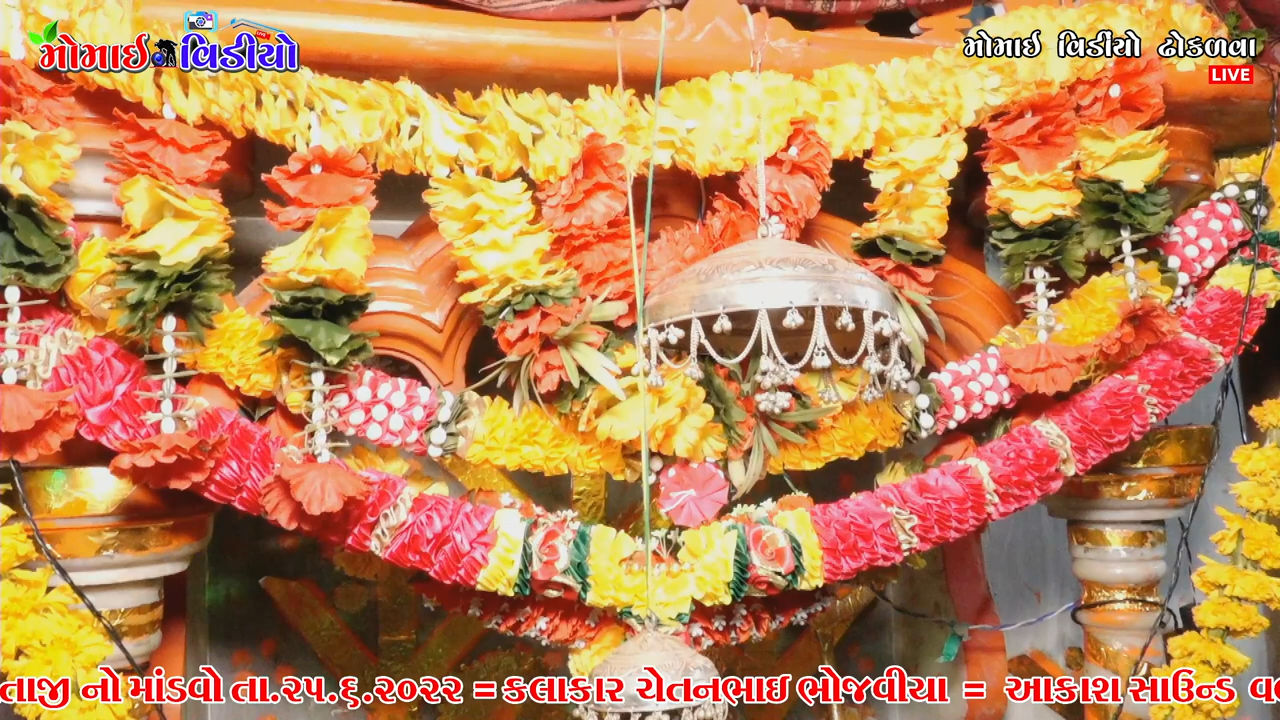 મોમાઈ વિડીયો
મોમાઈ વિડીયો ઢોકળવા
LIVE
તાજી નો માંડવો તા.૨૫.૬.૨૦૨૨ = કલાકાર ચેતનભાઇ ભોજવીયા = આકાશ સાઉન્ડ